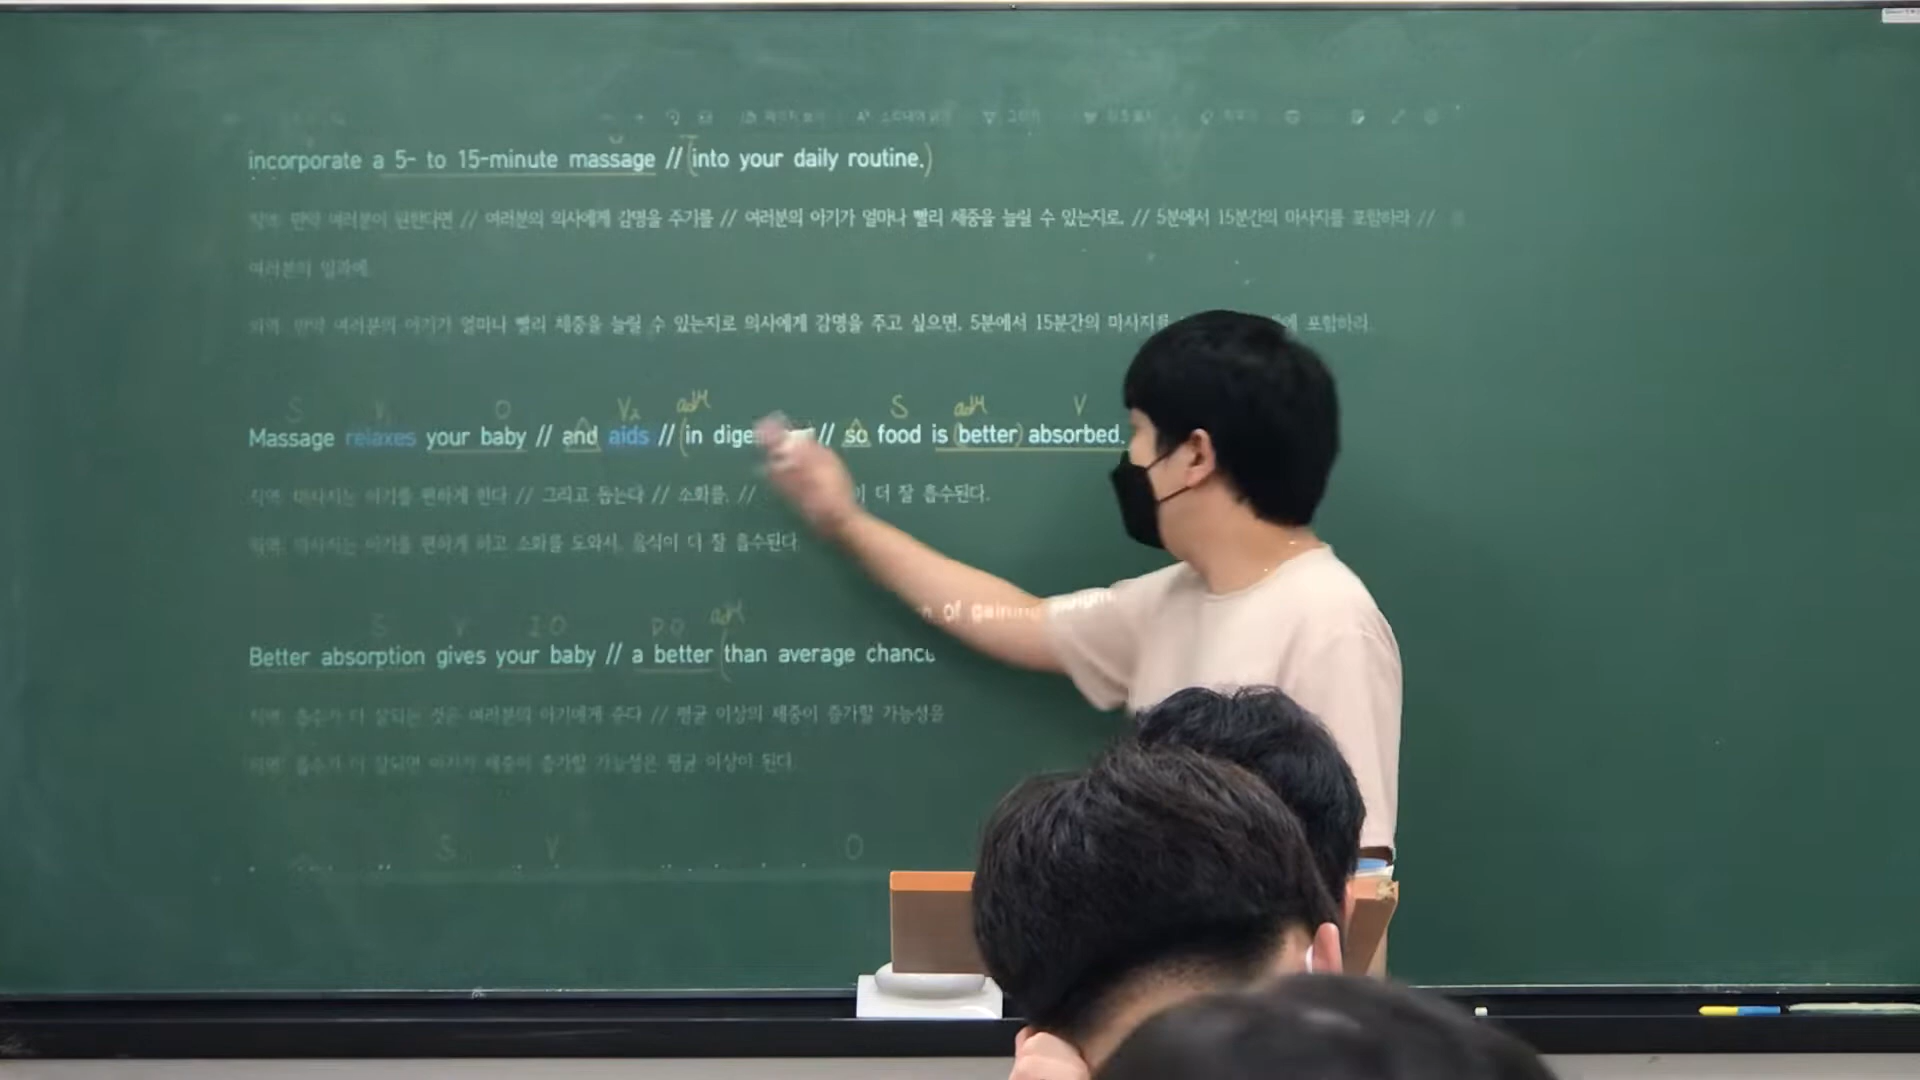 incorporate a 5- to 15-minute massage // (into your daily routine.)
직역: 만약 여러분이 원한다면 // 여러분의 의사에게 감명을 주기를 // 여러분의 아기가 얼마나 빨리 체중을 늘릴 수 있는지로, // 5분에서 15분간의 마사지를 포함하라 //
여러분의 일과에.
의역: 만약 여러분의 아기가 얼마나 빨리 체중을 늘릴 수 있는지로 의사에게 감명을 주고 싶으면, 5분에서 15분간의 마사지를 포함하라.
S V₁ O V₂ S V
Massage relaxes your baby // and aids // (in // so food is (better) absorbed.
직역: 마사지는 아기를 편하게 한다 // 그리고 돕는다 // 소화를, // 더 잘 흡수된다.
의역: 마사지는 아기를 편하게 하고 소화를 도와서, 음식이 더 잘 흡수된다.
S V I.O D.O
of gaining
Better absorption gives your baby // a better (than average
직역: 흡수가 더 잘되는 것은 여러분의 아기에게 준다 // 평균 이상의 체중이 증가할 가능성을
의역: 흡수가 더 잘되면 아기가 체중이 증가할 가능성은 평균 이상이 된다.
S V O